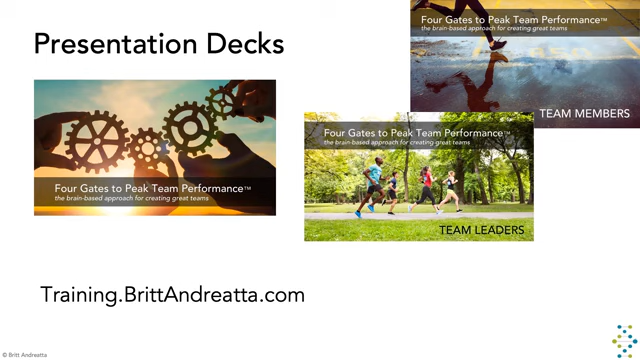 Presentation Decks
Four Gates to Peak Team Performance™
the brain-based approach for creating great teams
TEAM MEMBERS
Four Gates to Peak Team Performance™
the brain-based approach for creating great teams
TEAM LEADERS
Four Gates to Peak Team Performance™
the brain-based approach for creating great teams
Training.BrittAndreatta.com
© Britt Andreatta